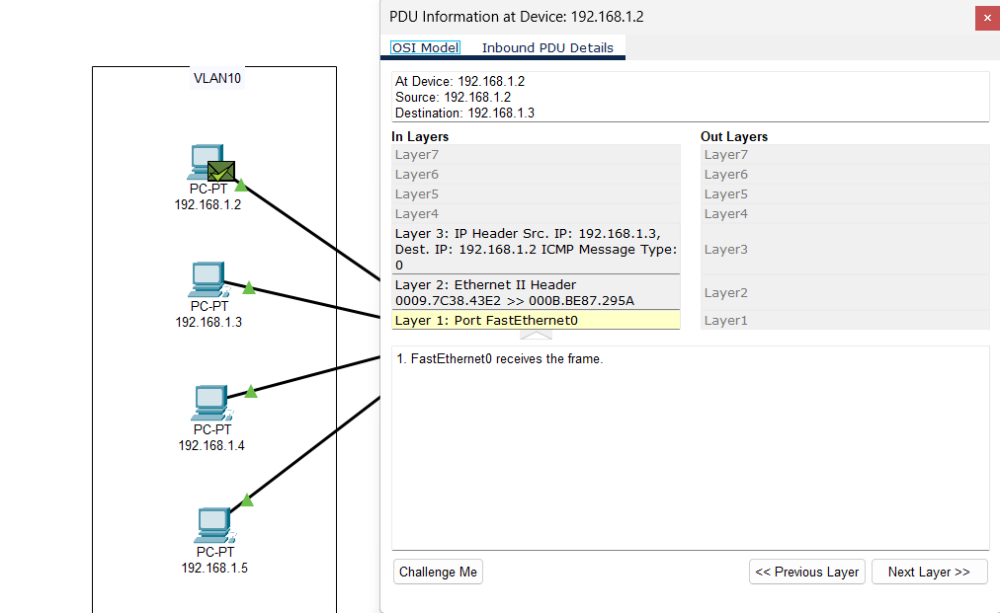 VLAN10
PC-PT
192.168.1.2
PC-PT
192.168.1.3
PC-PT
192.168.1.4
PC-PT
192.168.1.5
PDU Information at Device: 192.168.1.2
OSI Model
Inbound PDU Details
At Device: 192.168.1.2
Source: 192.168.1.2
Destination: 192.168.1.3
In Layers
Layer7
Layer6
Layer5
Layer4
Layer 3: IP Header Src. IP: 192.168.1.3,
Dest. IP: 192.168.1.2 ICMP Message Type:
0
Layer 2: Ethernet II Header
0009.7C38.43E2 >> 000B.BE87.295A
Layer 1: Port FastEthernet0
Out Layers
Layer7
Layer6
Layer5
Layer4
Layer3
Layer2
Layer1
1. FastEthernet0 receives the frame.
Challenge Me
<< Previous Layer
Next Layer >>